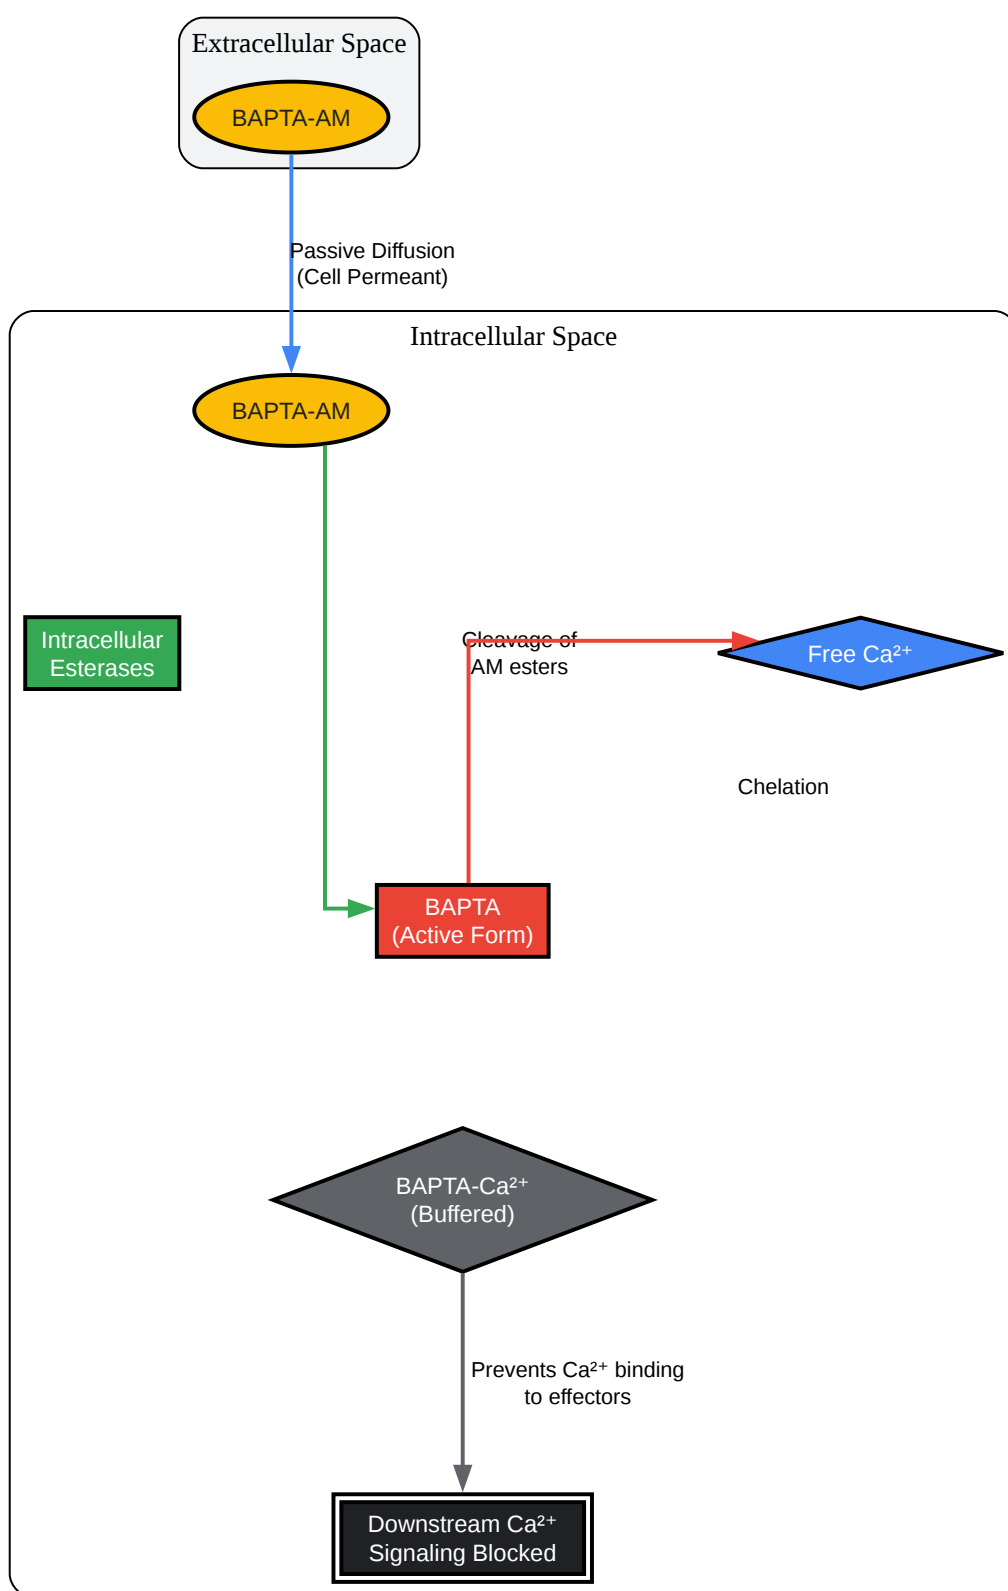 Extracellular Space
BAPTA-AM
Passive Diffusion
(Cell Permeant)
Intracellular Space
BAPTA-AM
Intracellular
Esterases
Cleavage of
AM esters
Free Ca²⁺
Chelation
BAPTA
(Active Form)
BAPTA-Ca²⁺
(Buffered)
Prevents Ca²⁺ binding
to effectors
Downstream Ca²⁺
Signaling Blocked